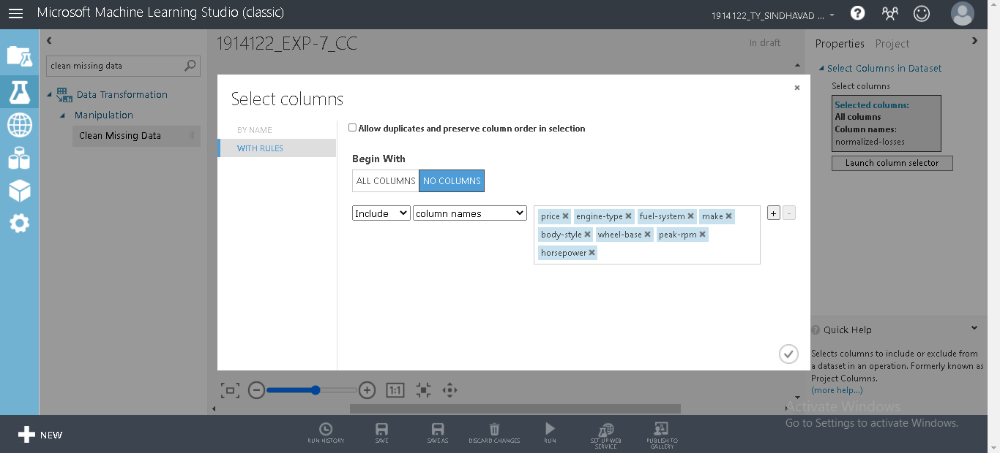 Microsoft Machine Learning Studio (classic)
1914122_TY_SINDHAVAD ...
clean missing data
Data Transformation
Manipulation
Clean Missing Data
1914122_EXP-7_CC
In draft
Select columns
BY NAME
WITH RULES
Allow duplicates and preserve column order in selection
Begin With
ALL COLUMNS NO COLUMNS
Include column names
price engine-type fuel-system make
body-style wheel-base peak-rpm
horsepower
+ -
Properties Project
Select Columns in Dataset
Select columns
Selected columns:
All columns
Column names:
normalized-losses
Launch column selector
Quick Help
Selects columns to include or exclude from
a dataset in an operation. Formerly known as
Project Columns.
(more help...)
1:1
Activate Windows
Go to Settings to activate Windows.
NEW
RUN HISTORY
SAVE
SAVE AS
DISCARD CHANGES
RUN
SET UP WEB
SERVICE
PUBLISH TO
GALLERY